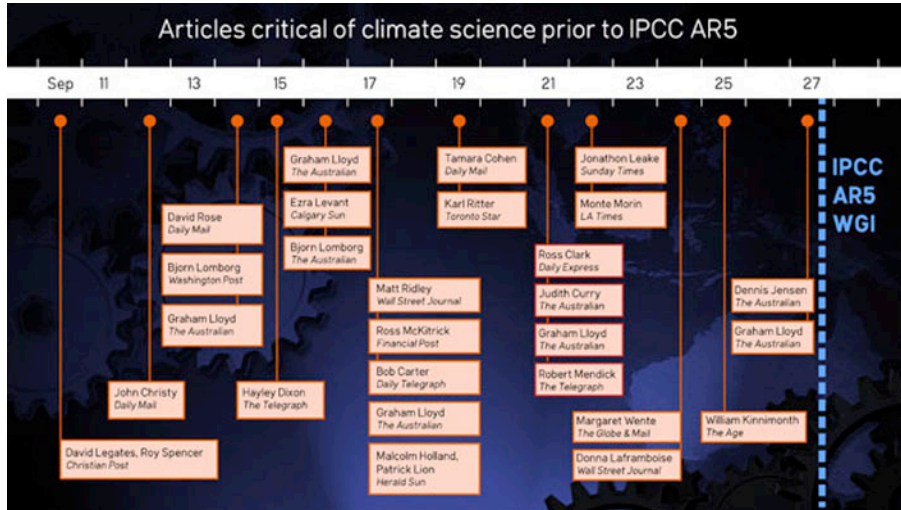 Articles critical of climate science prior to IPCC AR5
Sep 11 13 15 17 19 21 23 25 27
IPCC
AR5
WGI
David Legates, Roy Spencer
Christian Post
John Christy
Daily Mail
David Rose
Daily Mail
Bjorn Lomborg
Washington Post
Graham Lloyd
The Australian
Hayley Dixon
The Telegraph
Graham Lloyd
The Australian
Ezra Levant
Calgary Sun
Bjorn Lomborg
The Australian
Matt Ridley
Wall Street Journal
Ross McKitrick
Financial Post
Bob Carter
Daily Telegraph
Graham Lloyd
The Australian
Malcolm Holland,
Patrick Lion
Herald Sun
Tamara Cohen
Daily Mail
Karl Ritter
Toronto Star
Ross Clark
Daily Express
Judith Curry
The Australian
Graham Lloyd
The Australian
Robert Mendick
The Telegraph
Jonathon Leake
Sunday Times
Monte Morin
LA Times
Margaret Wente
The Globe & Mail
Donna Laframboise
Wall Street Journal
William Kinnimonth
The Age
Dennis Jensen
The Australian
Graham Lloyd
The Australian